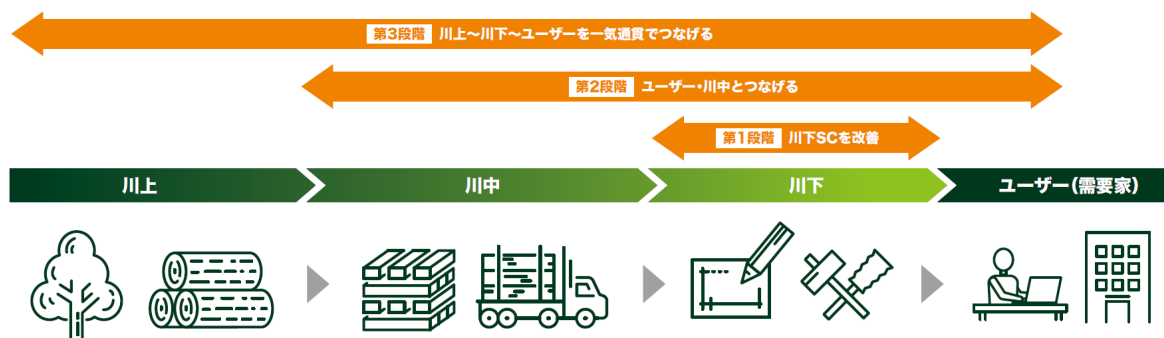 第3段階 川上~川下~ユーザーを一気通貫でつなげる
第2段階 ユーザー・川中とつなげる
第1段階 川下SCを改善
川上
川中
川下
ユーザー(需要家)